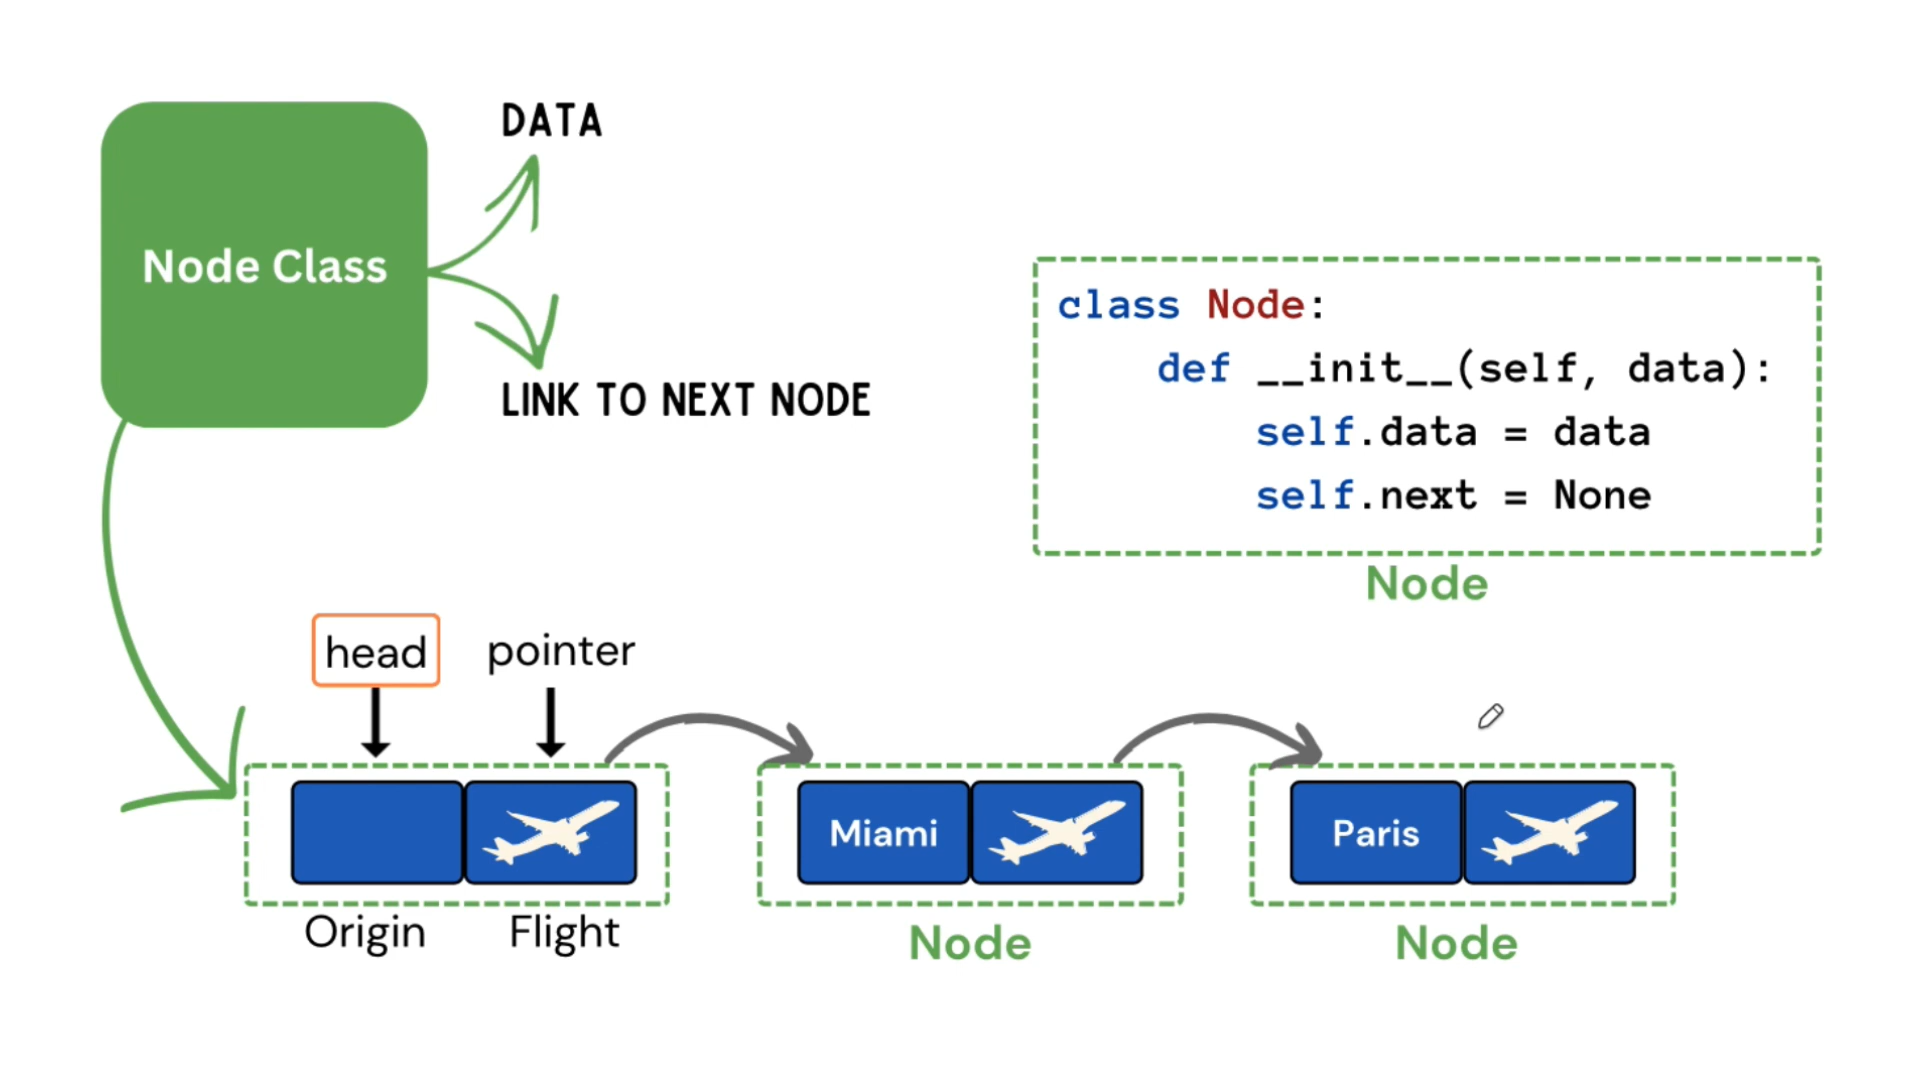 DATA
Node Class
LINK TO NEXT NODE
class Node:
def __init__(self, data):
self.data = data
self.next = None
Node
head
pointer
Miami
Paris
Origin
Flight
Node
Node